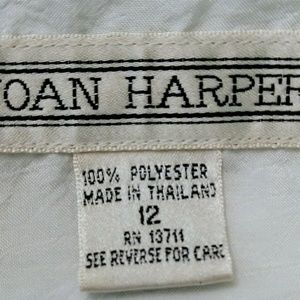 JOAN HARPER
100% POLYESTER
MADE IN THAILAND
12
RN 13711
SEE REVERSE FOR CARE